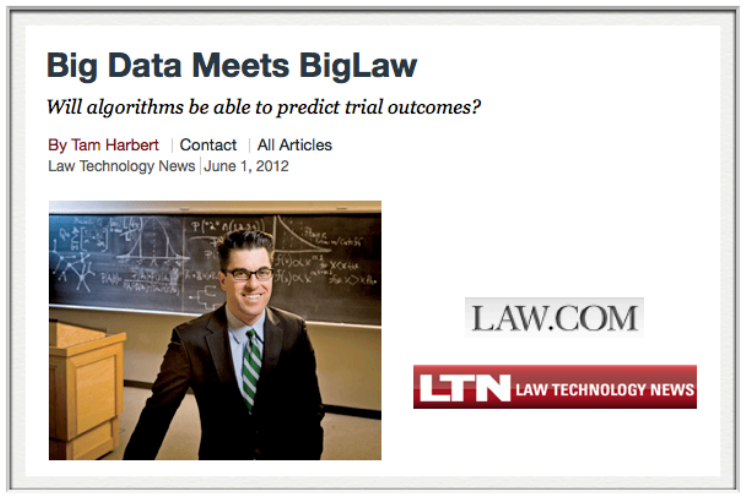 Big Data Meets BigLaw
Will algorithms be able to predict trial outcomes?
By Tam Harbert | Contact | All Articles
Law Technology News | June 1, 2012
LAW.COM
LTN LAW TECHNOLOGY NEWS